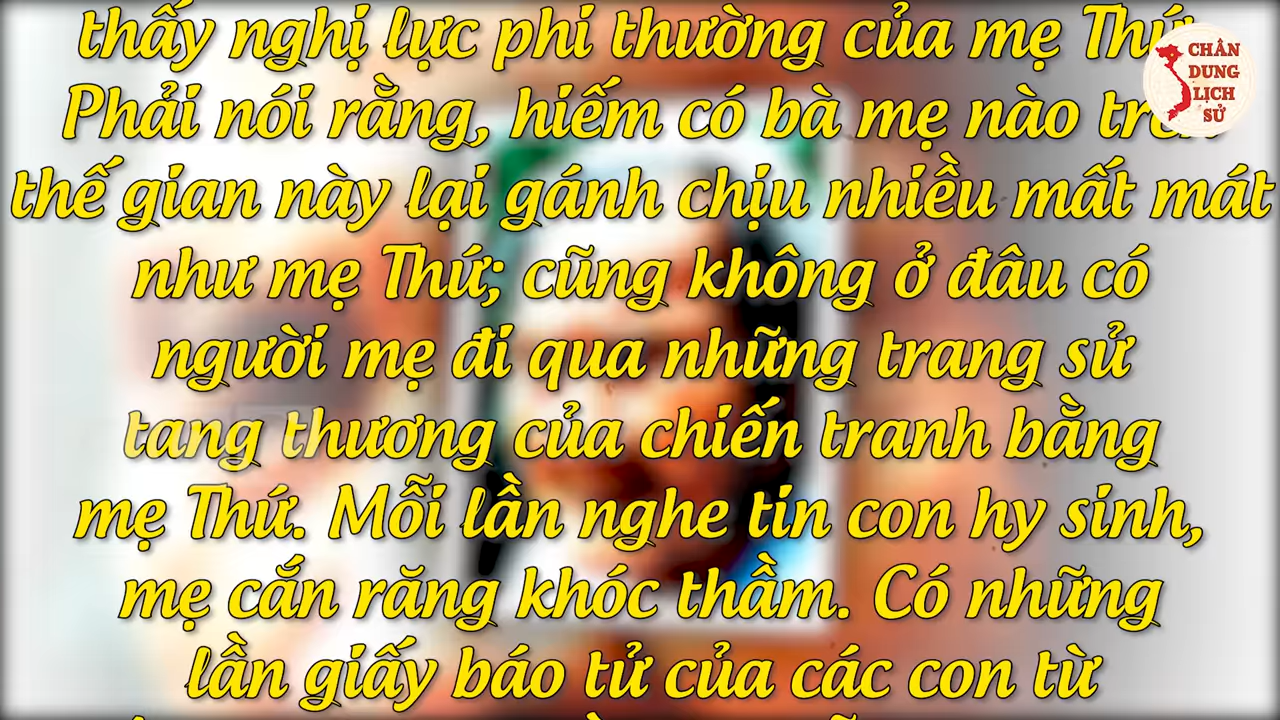 thấy nghị lực phi thường của mẹ Thứ.
Phải nói rằng, hiếm có bà mẹ nào trên
thế gian này lại gánh chịu nhiều mất mát
như mẹ Thứ; cũng không ở đâu có
người mẹ đi qua những trang sử
tang thương của chiến tranh bằng
mẹ Thứ. Mỗi lần nghe tin con hy sinh,
mẹ cắn răng khóc thầm. Có những
lần giấy báo tử của các con từ
CHÂN
DUNG
LỊCH
SỬ